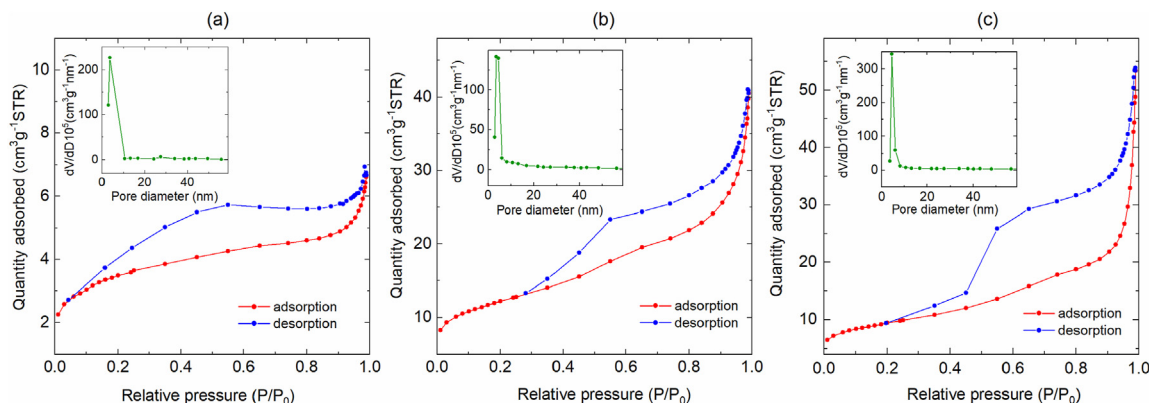 (a)
Quantity adsorbed (cm³g⁻¹STR)
10
8
6
4
2
0.0 0.2 0.4 0.6 0.8 1.0
Relative pressure (P/P₀)
adsorption
desorption
dV/dD10⁵(cm³g⁻¹nm⁻¹)
200
100
0
0 20 40
Pore diameter (nm)
(b)
Quantity adsorbed (cm³g⁻¹STR)
40
30
20
10
0.0 0.2 0.4 0.6 0.8 1.0
Relative pressure (P/P₀)
adsorption
desorption
dV/dD10⁵(cm³g⁻¹nm⁻¹)
100
50
0
0 20 40
Pore diameter (nm)
(c)
Quantity adsorbed (cm³g⁻¹STR)
60
50
40
30
20
10
0.0 0.2 0.4 0.6 0.8 1.0
Relative pressure (P/P₀)
adsorption
desorption
dV/dD10⁵(cm³g⁻¹nm⁻¹)
300
200
100
0
0 20 40
Pore diameter (nm)